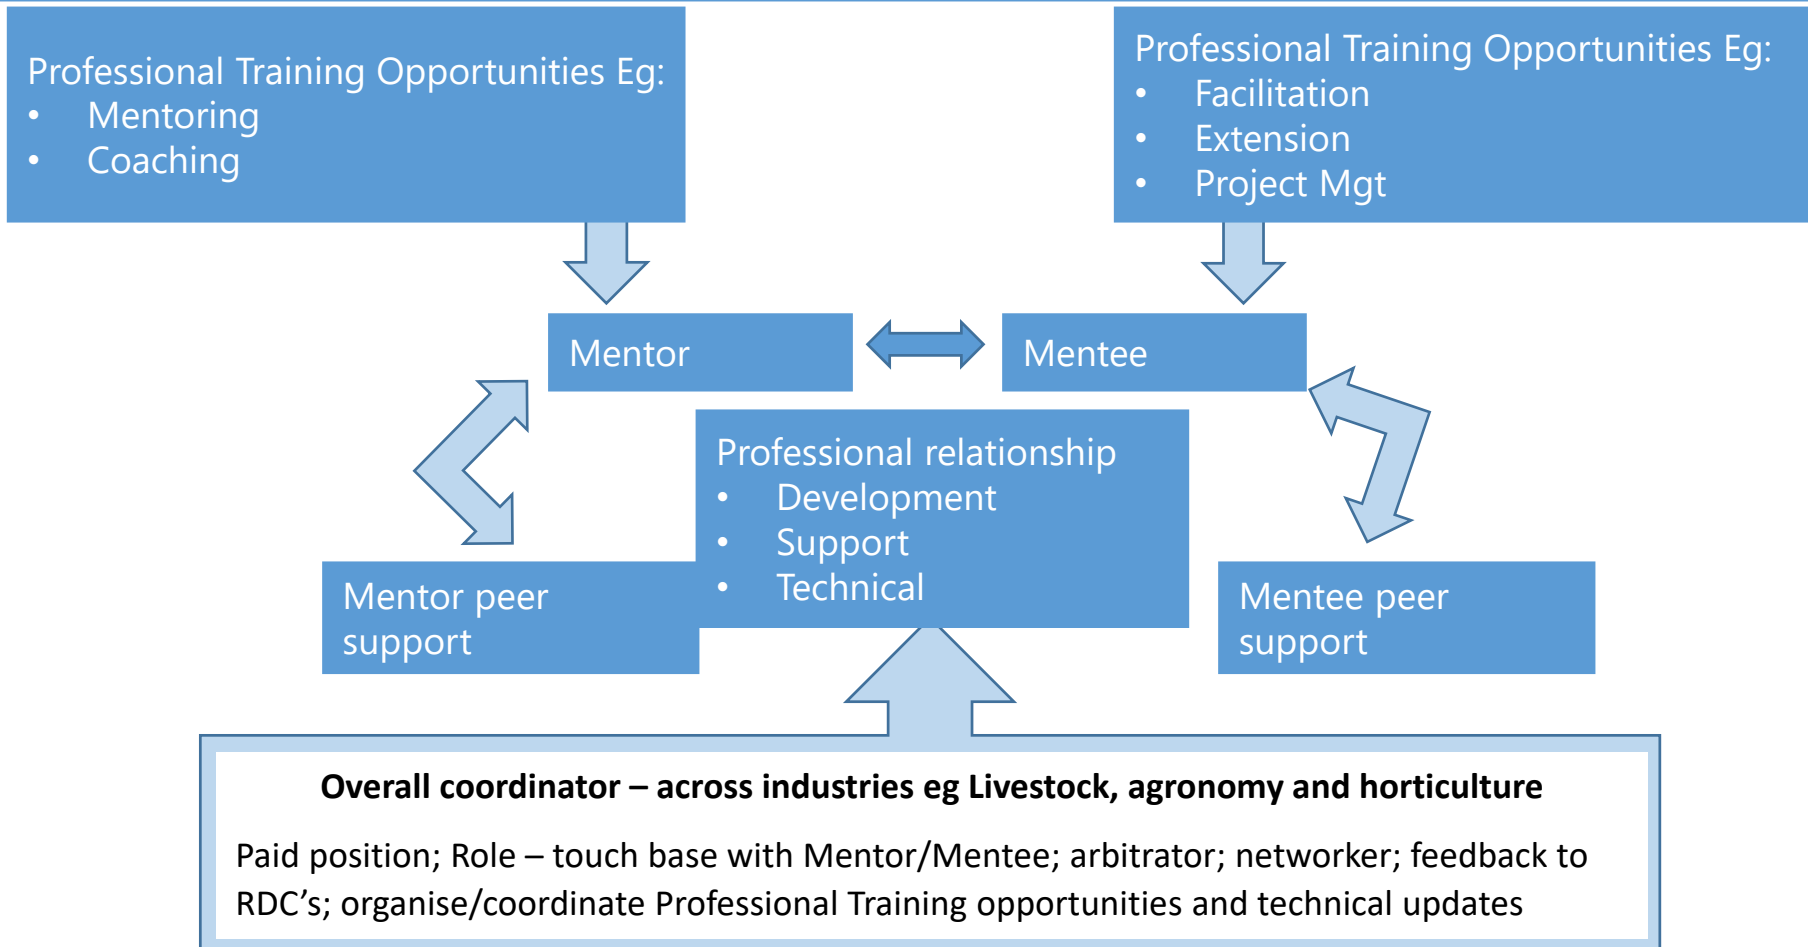 Professional Training Opportunities Eg:
• Mentoring
• Coaching
Professional Training Opportunities Eg:
• Facilitation
• Extension
• Project Mgt
Mentor
Mentee
Professional relationship
• Development
• Support
• Technical
Mentor peer
support
Mentee peer
support
Overall coordinator – across industries eg Livestock, agronomy and horticulture
Paid position; Role – touch base with Mentor/Mentee; arbitrator; networker; feedback to
RDC’s; organise/coordinate Professional Training opportunities and technical updates